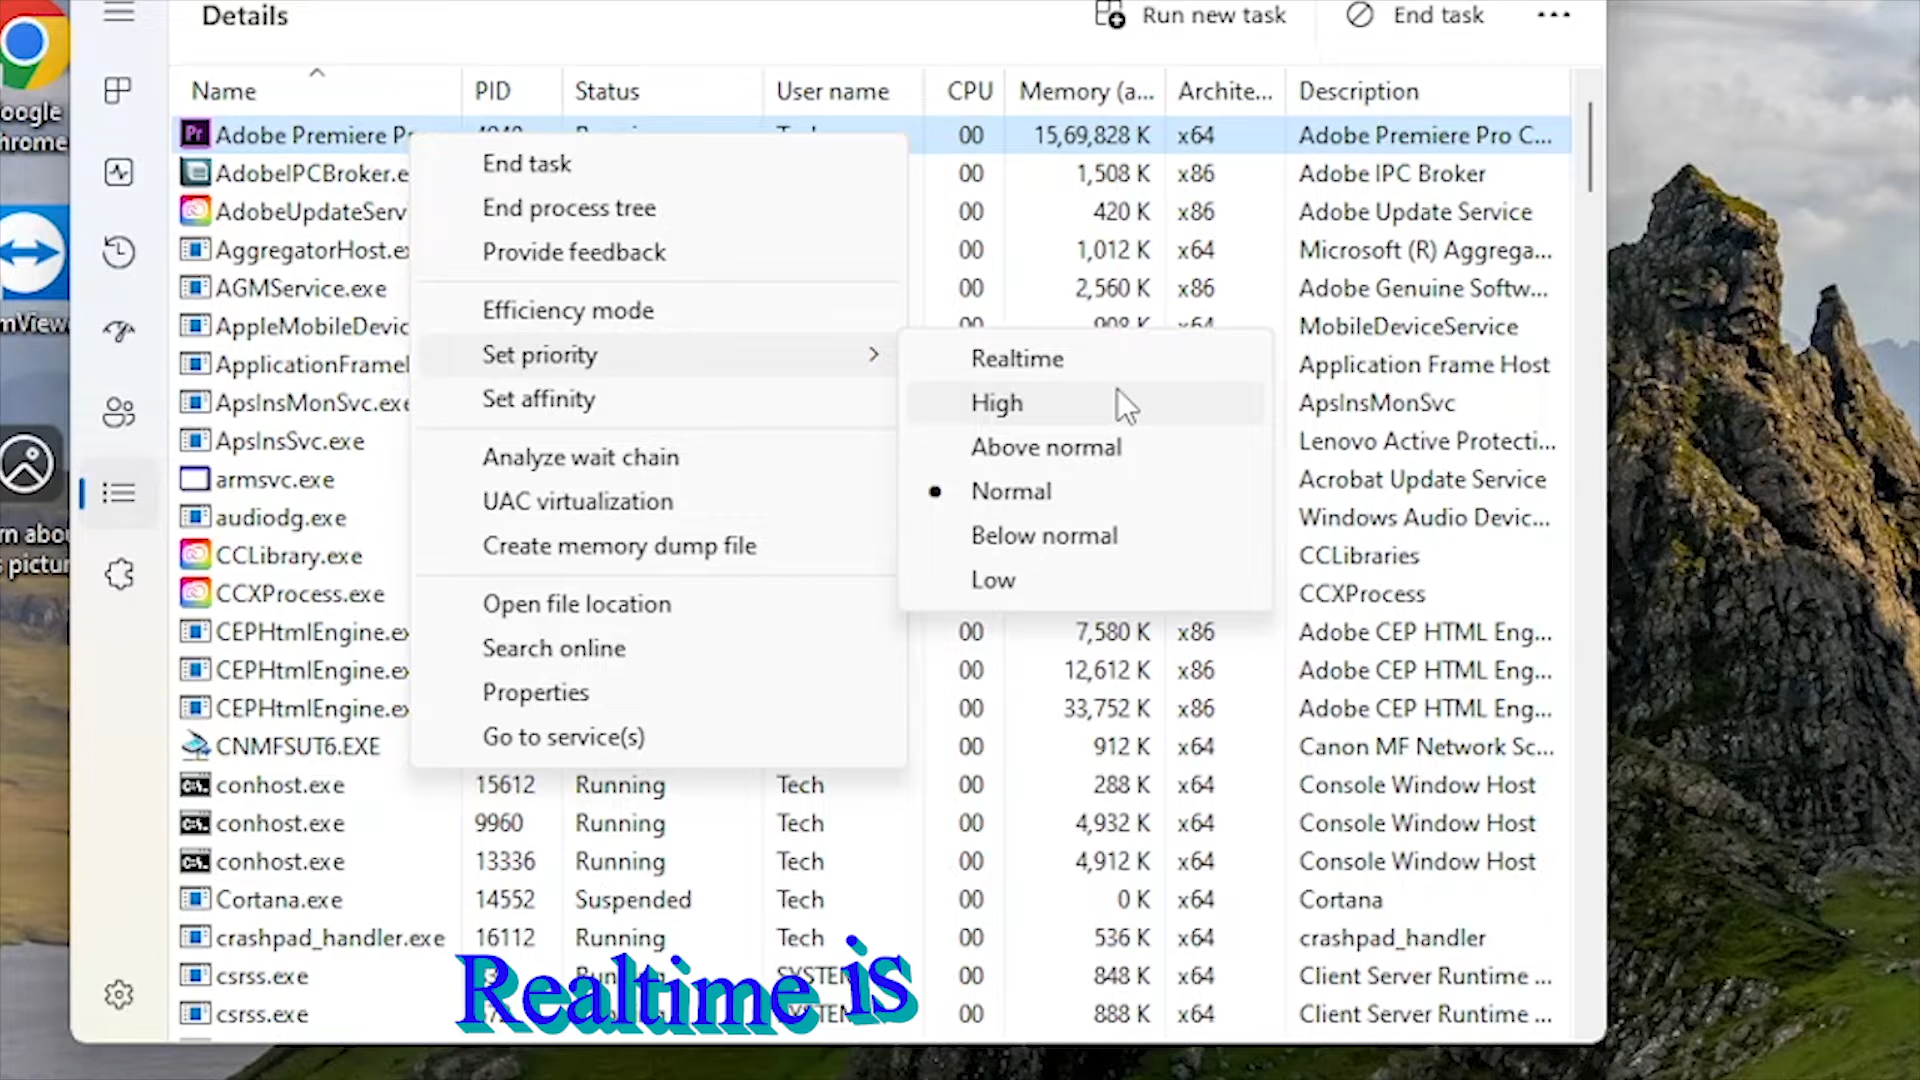 Details
Run new task
End task
Name
PID
Status
User name
CPU
Memory (a...
Archite...
Description
Pr Adobe Premiere Pr 00 15,69,828 K x64 Adobe Premiere Pro C...
AdobeIPCBroker.e 00 1,508 K x86 Adobe IPC Broker
AdobeUpdateServ 00 420 K x86 Adobe Update Service
AggregatorHost.ex 00 1,012 K x64 Microsoft (R) Aggrega...
AGMService.exe 00 2,560 K x86 Adobe Genuine Softw...
AppleMobileDevic MobileDeviceService
ApplicationFramel Application Frame Host
ApsInsMonSvc.exe ApsInsMonSvc
ApsInsSvc.exe Lenovo Active Protecti...
armsvc.exe Acrobat Update Service
audiodg.exe Windows Audio Devic...
CCLibrary.exe CCLibraries
CCXProcess.exe CCXProcess
CEPHtmlEngine.ex 00 7,580 K x86 Adobe CEP HTML Eng...
CEPHtmlEngine.ex 00 12,612 K x86 Adobe CEP HTML Eng...
CEPHtmlEngine.ex 00 33,752 K x86 Adobe CEP HTML Eng...
CNMFSUT6.EXE 00 912 K x64 Canon MF Network Sc...
conhost.exe 15612 Running Tech 00 288 K x64 Console Window Host
conhost.exe 9960 Running Tech 00 4,932 K x64 Console Window Host
conhost.exe 13336 Running Tech 00 4,912 K x64 Console Window Host
Cortana.exe 14552 Suspended Tech 00 0 K x64 Cortana
crashpad_handler.exe 16112 Running Tech 00 536 K x64 crashpad_handler
csrss.exe 00 848 K x64 Client Server Runtime ...
csrss.exe 00 888 K x64 Client Server Runtime ...
End task
End process tree
Provide feedback
Efficiency mode
Set priority
Set affinity
Analyze wait chain
UAC virtualization
Create memory dump file
Open file location
Search online
Properties
Go to service(s)
Realtime
High
Above normal
Normal
Below normal
Low
Realtime is